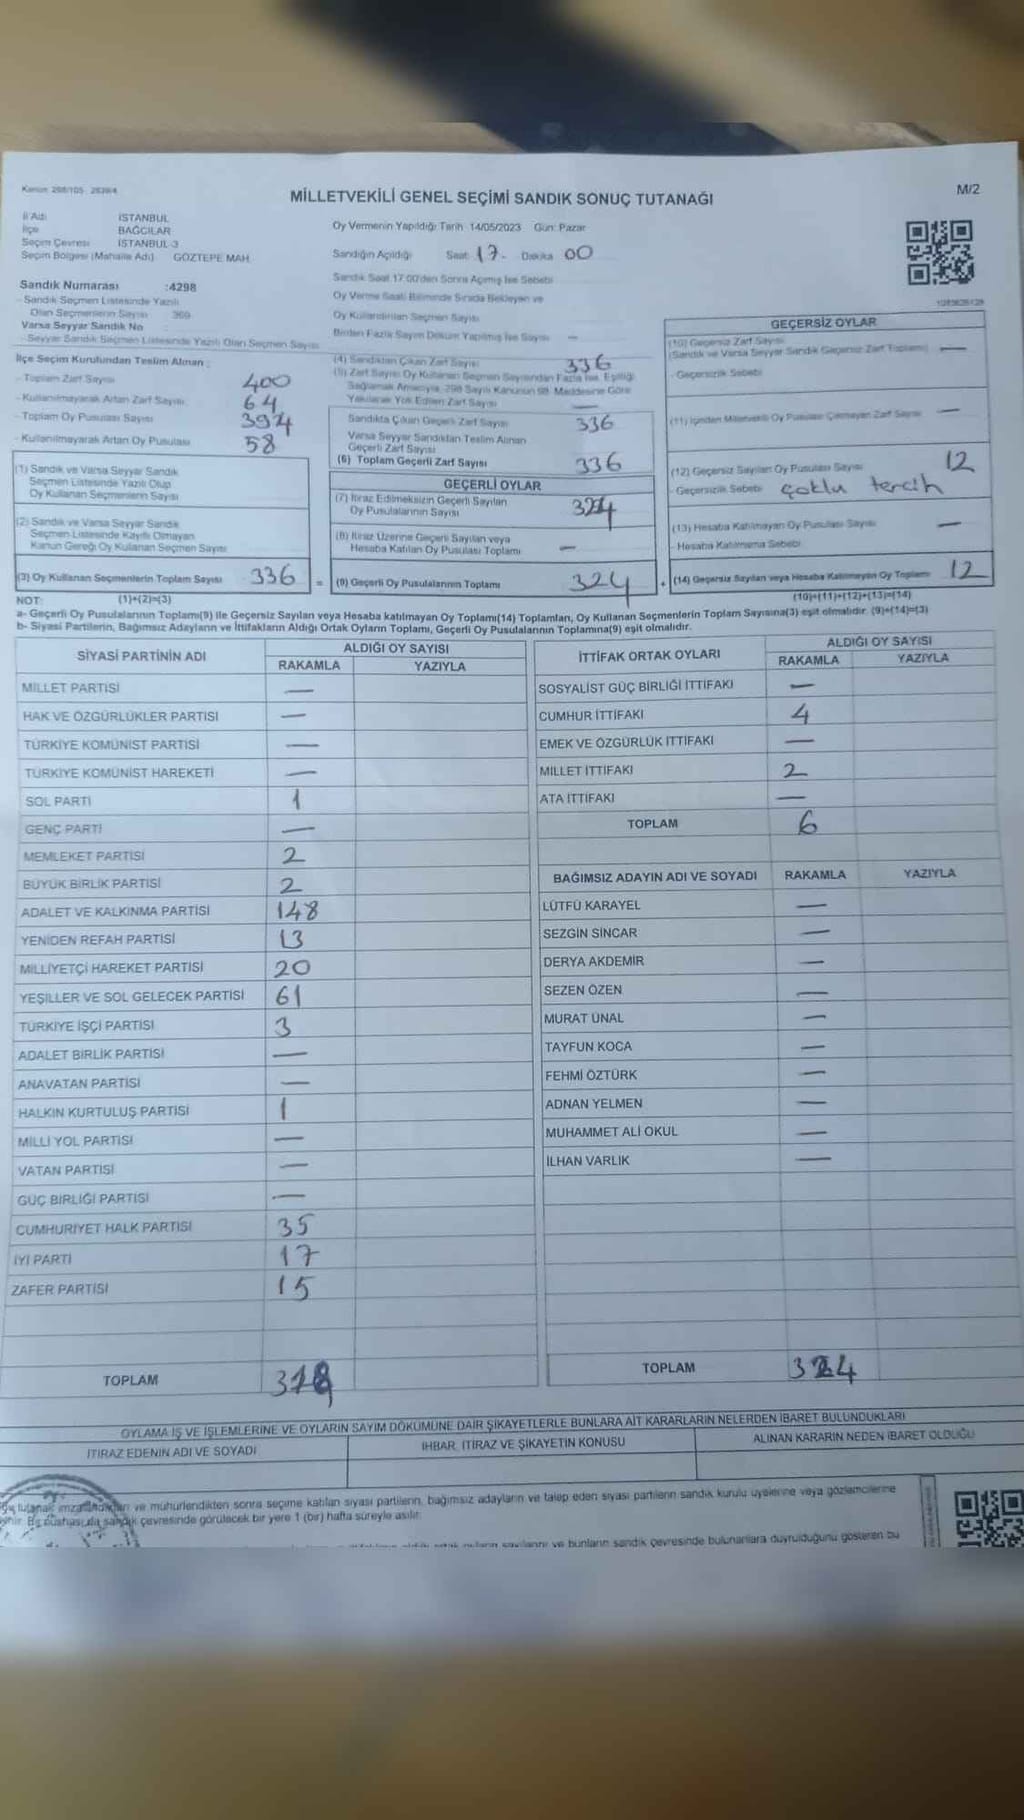 Kanun: 298/105 - 2839/4
MİLLETVEKİLİ GENEL SEÇİMİ SANDIK SONUÇ TUTANAĞI
M/2
İl Adı İSTANBUL
İlçe BAĞCILAR
Seçim Çevresi İSTANBUL-3
Seçim Bölgesi (Mahalle Adı) GÖZTEPE MAH.
Oy Vermenin Yapıldığı Tarih 14/05/2023 Gün: Pazar
Sandığın Açıldığı Saat: 17. Dakika 00
Sandık Saat 17:00'den Sonra Açılmış İse Sebebi
Oy Verme Saati Bitiminde Sırada Bekleyen ve
Oy Kullandırılan Seçmen Sayısı
Birden Fazla Sayım Döküm Yapılmış İse Sayısı —
Sandık Numarası :4298
- Sandık Seçmen Listesinde Yazılı
Olan Seçmenlerin Sayısı 369
Varsa Seyyar Sandık No
- Seyyar Sandık Seçmen Listesinde Yazılı Olan Seçmen Sayısı
İlçe Seçim Kurulundan Teslim Alınan :
- Toplam Zarf Sayısı 400
- Kullanılmayarak Artan Zarf Sayısı 64
- Toplam Oy Pusulası Sayısı 394
- Kullanılmayarak Artan Oy Pusulası 58
(1) Sandık ve Varsa Seyyar Sandık
Seçmen Listesinde Yazılı Olup
Oy Kullanan Seçmenlerin Sayısı
(2) Sandık ve Varsa Seyyar Sandık
Seçmen Listesinde Kayıtlı Olmayan
Kanun Gereği Oy Kullanan Seçmen Sayısı
(3) Oy Kullanan Seçmenlerin Toplam Sayısı 336
(4) Sandıktan Çıkan Zarf Sayısı 336
(5) Zarf Sayısı Oy Kullanan Seçmen Sayısından Fazla İse, Eşitliği
Sağlamak Amacıyla, 298 Sayılı Kanunun 98. Maddesine Göre
Yakılarak Yok Edilen Zarf Sayısı —
Sandıkta Çıkan Geçerli Zarf Sayısı 336
Varsa Seyyar Sandıktan Teslim Alınan
Geçerli Zarf Sayısı
(6) Toplam Geçerli Zarf Sayısı 336
GEÇERLİ OYLAR
(7) İtiraz Edilmeksizin Geçerli Sayılan
Oy Pusulalarının Sayısı 324
(8) İtiraz Üzerine Geçerli Sayılan veya
Hesaba Katılan Oy Pusulası Toplamı —
= (9) Geçerli Oy Pusulalarının Toplamı 324
GEÇERSİZ OYLAR
(10) Geçersiz Zarf Sayısı
(Sandık ve Varsa Seyyar Sandık Geçersiz Zarf Toplamı) —
- Geçersizlik Sebebi
(11) İçinden Milletvekili Oy Pusulası Çıkmayan Zarf Sayısı —
(12) Geçersiz Sayılan Oy Pusulası Sayısı 12
- Geçersizlik Sebebi çoklu tercih
(13) Hesaba Katılmayan Oy Pusulası Sayısı —
- Hesaba Katılmama Sebebi
+ (14) Geçersiz Sayılan veya Hesaba Katılmayan Oy Toplamı 12
NOT: (1)+(2)=(3)
(10)+(11)+(12)+(13)=(14)
a- Geçerli Oy Pusulalarının Toplamı(9) ile Geçersiz Sayılan veya Hesaba katılmayan Oy Toplamı(14) Toplamları, Oy Kullanan Seçmenlerin Toplam Sayısına(3) eşit olmalıdır. (9)+(14)=(3)
b- Siyasi Partilerin, Bağımsız Adayların ve İttifakların Aldığı Ortak Oyların Toplamı, Geçerli Oy Pusulalarının Toplamına(9) eşit olmalıdır.
SİYASİ PARTİNİN ADI ALDIĞI OY SAYISI
RAKAMLA YAZIYLA
MİLLET PARTİSİ —
HAK VE ÖZGÜRLÜKLER PARTİSİ —
TÜRKİYE KOMÜNİST PARTİSİ —
TÜRKİYE KOMÜNİST HAREKETİ —
SOL PARTİ 1
GENÇ PARTİ —
MEMLEKET PARTİSİ 2
BÜYÜK BİRLİK PARTİSİ 2
ADALET VE KALKINMA PARTİSİ 148
YENİDEN REFAH PARTİSİ 13
MİLLİYETÇİ HAREKET PARTİSİ 20
YEŞİLLER VE SOL GELECEK PARTİSİ 61
TÜRKİYE İŞÇİ PARTİSİ 3
ADALET BİRLİK PARTİSİ —
ANAVATAN PARTİSİ —
HALKIN KURTULUŞ PARTİSİ 1
MİLLİ YOL PARTİSİ —
VATAN PARTİSİ —
GÜÇ BİRLİĞİ PARTİSİ —
CUMHURİYET HALK PARTİSİ 35
İYİ PARTİ 17
ZAFER PARTİSİ 15
TOPLAM 318
İTTİFAK ORTAK OYLARI ALDIĞI OY SAYISI
RAKAMLA YAZIYLA
SOSYALİST GÜÇ BİRLİĞİ İTTİFAKI —
CUMHUR İTTİFAKI 4
EMEK VE ÖZGÜRLÜK İTTİFAKI —
MİLLET İTTİFAKI 2
ATA İTTİFAKI —
TOPLAM 6
BAĞIMSIZ ADAYIN ADI VE SOYADI RAKAMLA YAZIYLA
LÜTFÜ KARAYEL —
SEZGİN SİNCAR —
DERYA AKDEMİR —
SEZEN ÖZEN —
MURAT ÜNAL —
TAYFUN KOCA —
FEHMİ ÖZTÜRK —
ADNAN YELMEN —
MUHAMMET ALİ OKUL —
İLHAN VARLIK —
TOPLAM 324
OYLAMA İŞ VE İŞLEMLERİNE VE OYLARIN SAYIM DÖKÜMÜNE DAİR ŞİKAYETLERLE BUNLARA AİT KARARLARIN NELERDEN İBARET BULUNDUKLARI
İTİRAZ EDENİN ADI VE SOYADI İHBAR, İTİRAZ VE ŞİKAYETİN KONUSU ALINAN KARARIN NEDEN İBARET OLDUĞU
tutanak imzalandıktan ve mühürlendikten sonra seçime katılan siyasi partilerin, bağımsız adayların ve talep eden siyasi partilerin sandık kurulu üyelerine veya gözlemcilerine
Bir nüshası da sandık çevresinde görülecek bir yere 1 (bir) hafta süreyle asılır.
ortak oyların sayılarını ve bunların sandık çevresinde bulunanlara duyrulduğunu gösteren bu